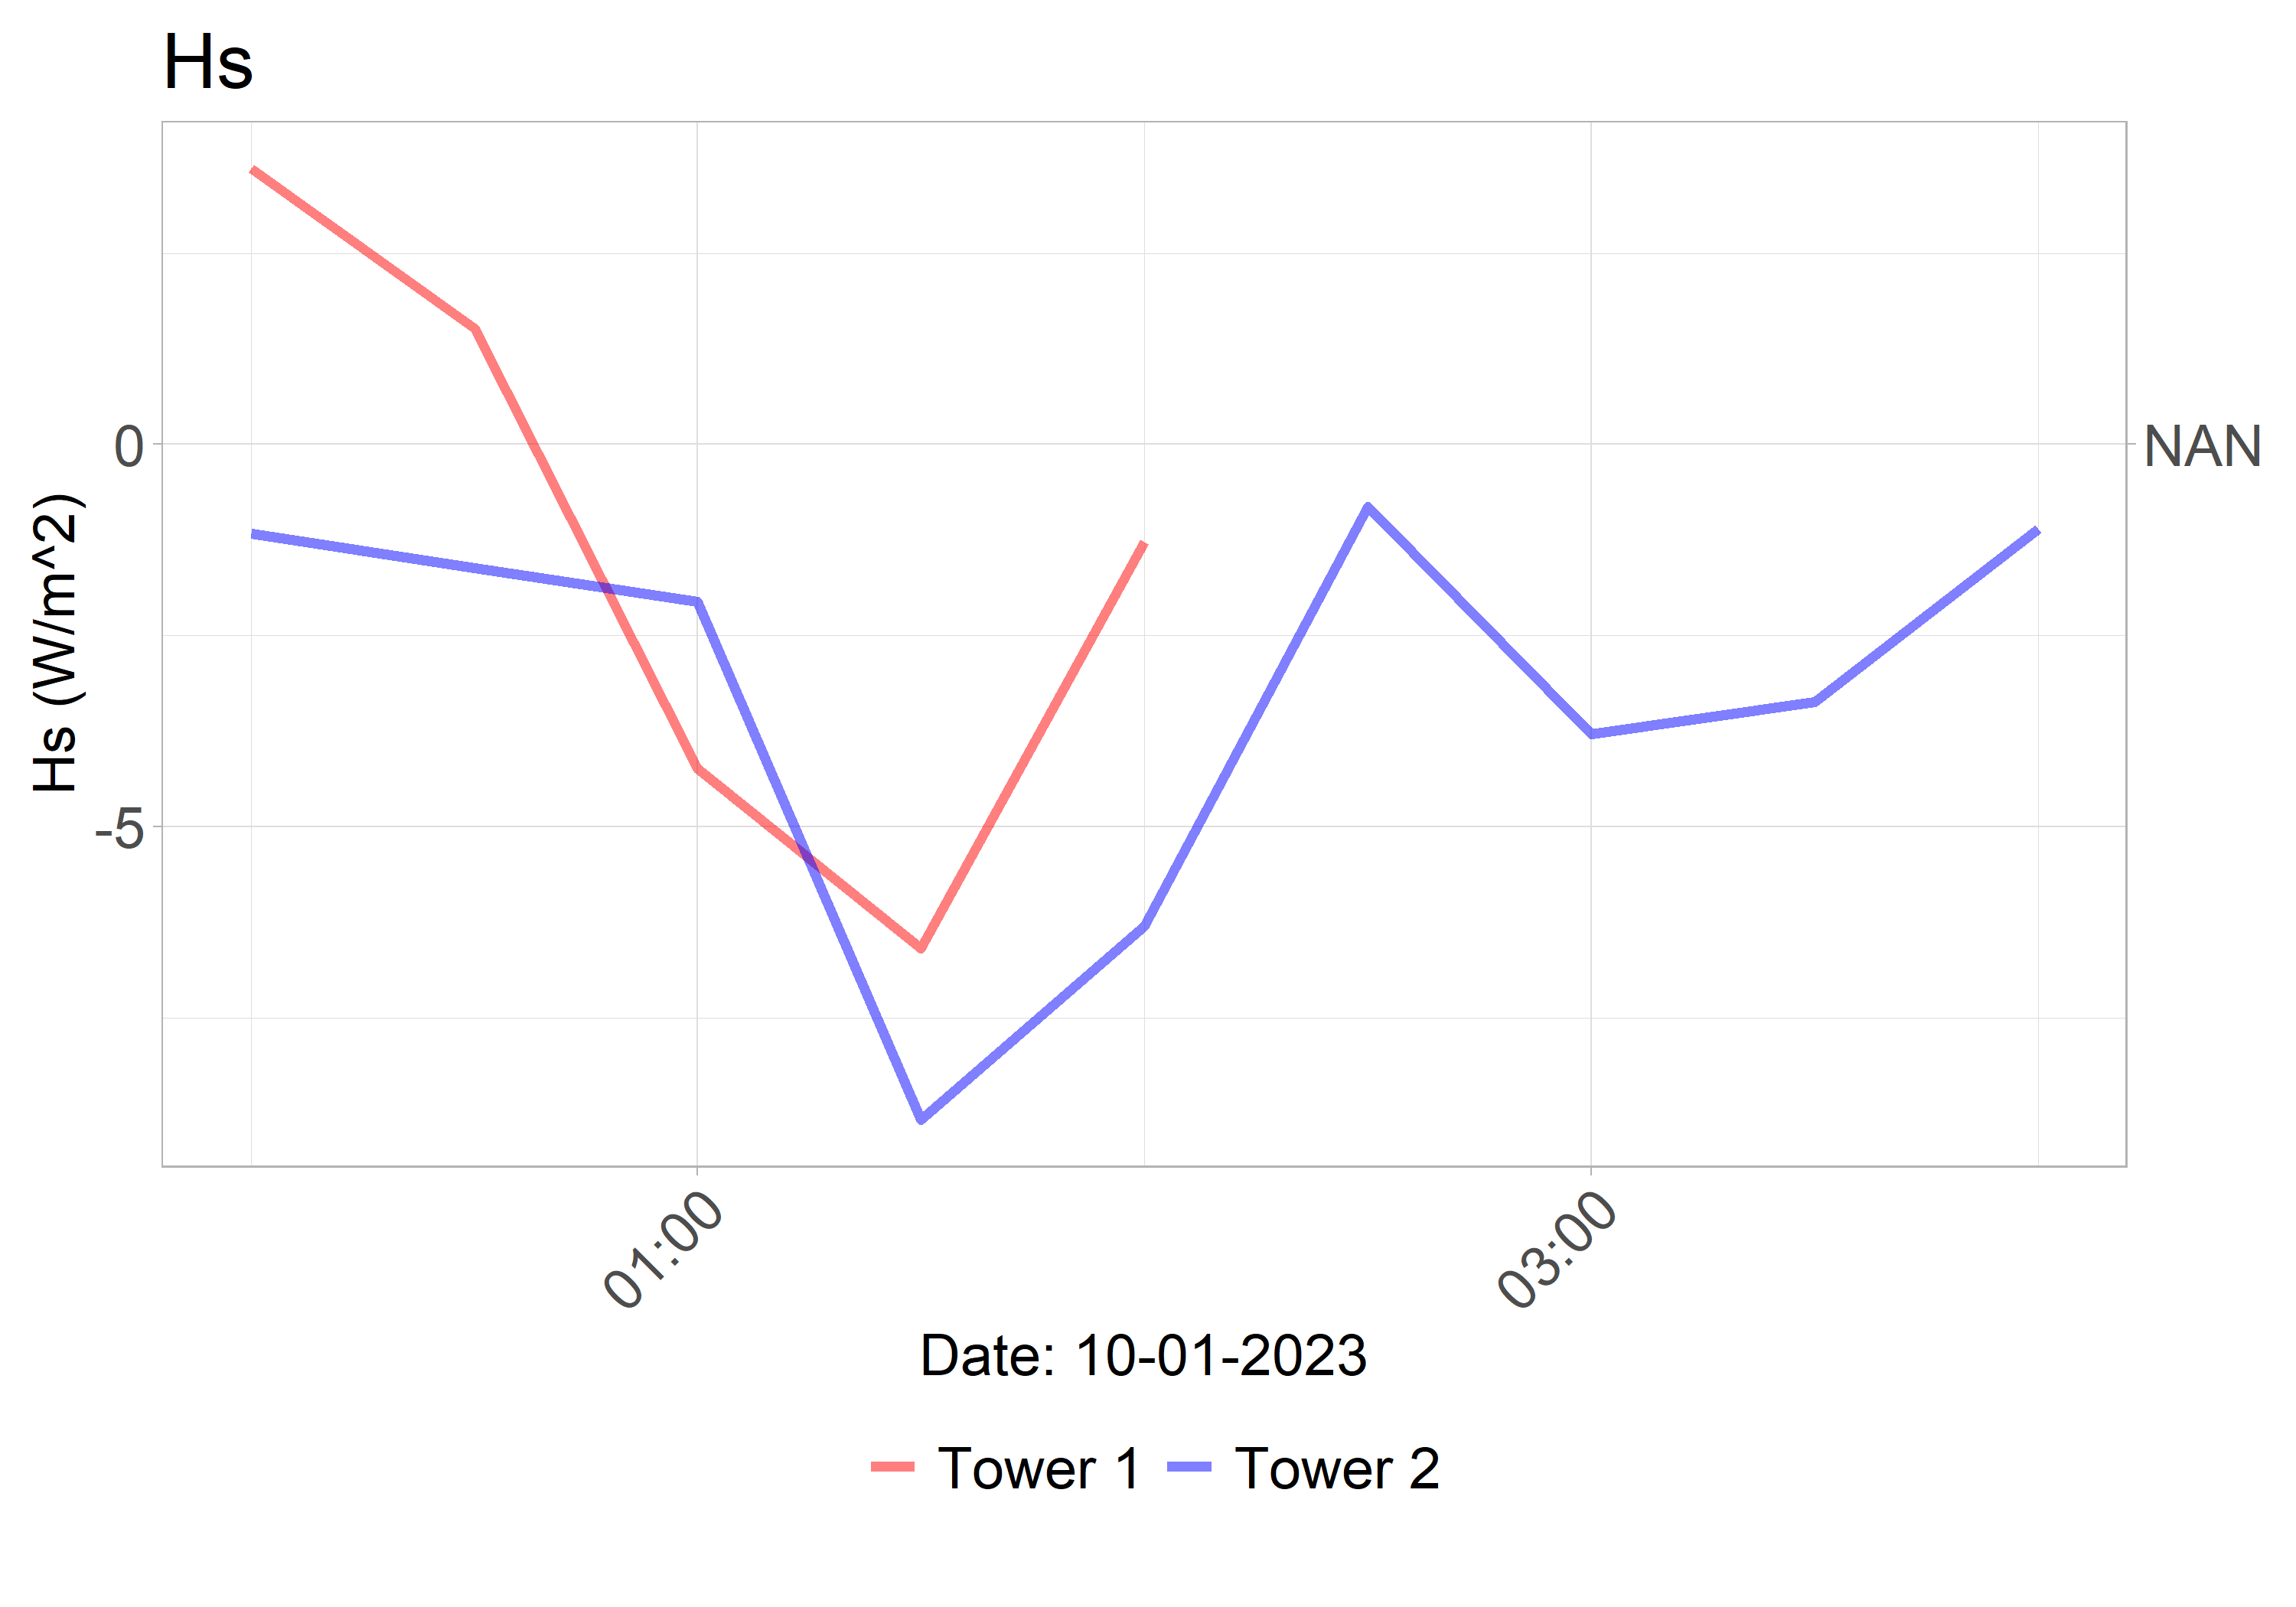 Hs
Hs (W/m^2)
0
-5
NAN
01:00
03:00
Date: 10-01-2023
Tower 1
Tower 2